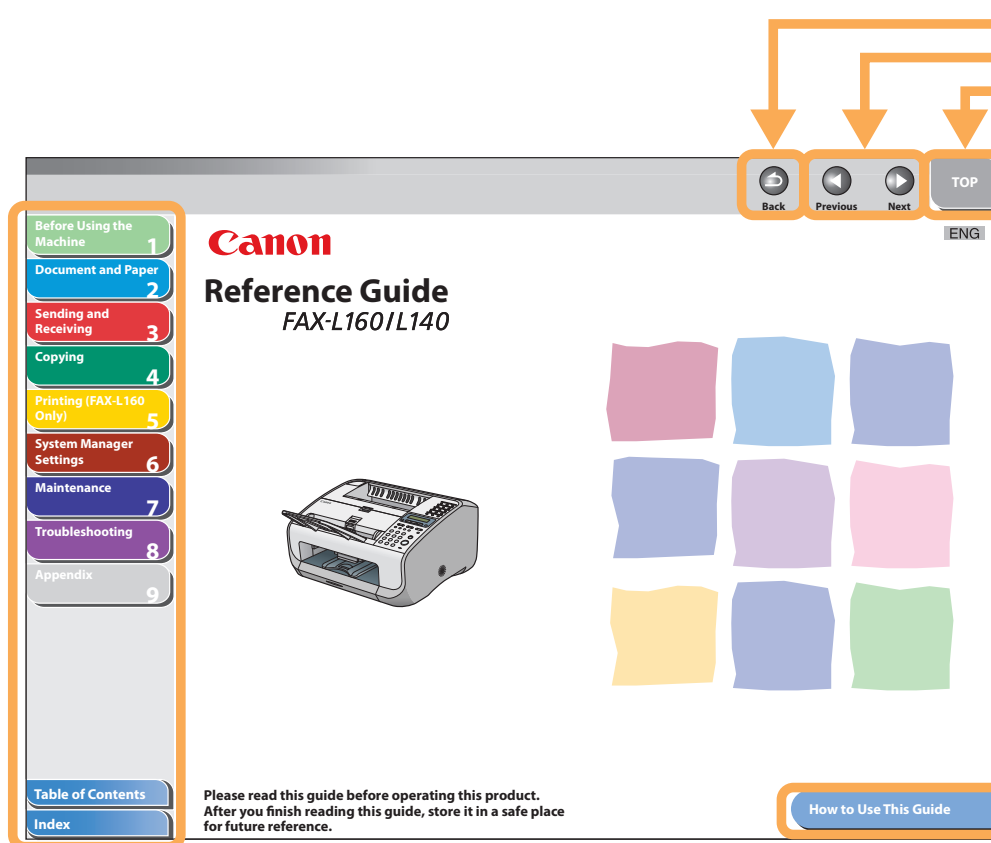 Back
Previous
Next
TOP
ENG
Before Using the
Machine
1
Document and Paper
2
Sending and
Receiving
3
Copying
4
Printing (FAX-L160
Only)
5
System Manager
Settings
6
Maintenance
7
Troubleshooting
8
Appendix
9
Table of Contents
Index
Canon
Reference Guide
FAX-L160/L140
Please read this guide before operating this product.
After you finish reading this guide, store it in a safe place
for future reference.
How to Use This Guide